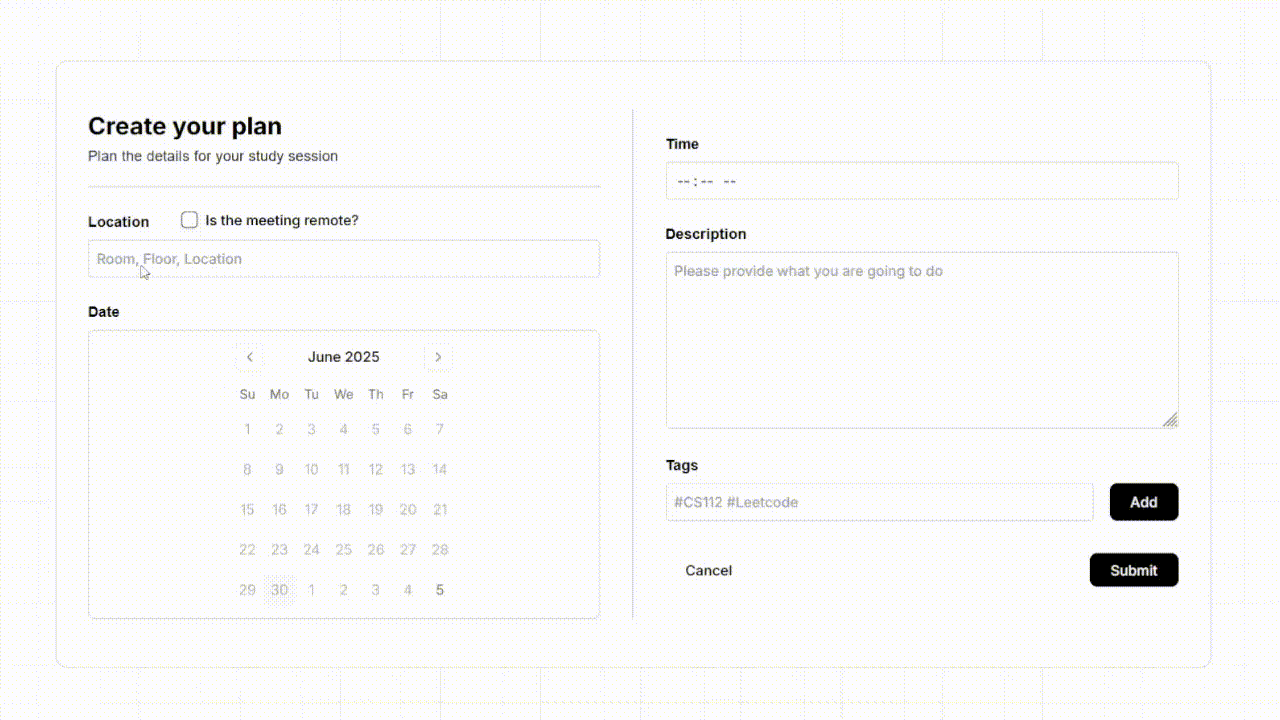 Create your plan
Plan the details for your study session
Location
Is the meeting remote?
Room, Floor, Location
Date
June 2025
Su Mo Tu We Th Fr Sa
1 2 3 4 5 6 7
8 9 10 11 12 13 14
15 16 17 18 19 20 21
22 23 24 25 26 27 28
29 30 1 2 3 4 5
Time
--:-- --
Description
Please provide what you are going to do
Tags
#CS112 #Leetcode
Add
Cancel
Submit